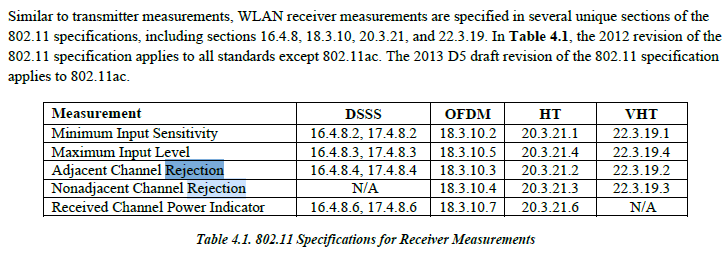 Similar to transmitter measurements, WLAN receiver measurements are specified in several unique sections of the
802.11 specifications, including sections 16.4.8, 18.3.10, 20.3.21, and 22.3.19. In Table 4.1, the 2012 revision of the
802.11 specification applies to all standards except 802.11ac. The 2013 D5 draft revision of the 802.11 specification
applies to 802.11ac.
Measurement DSSS OFDM HT VHT
Minimum Input Sensitivity 16.4.8.2, 17.4.8.2 18.3.10.2 20.3.21.1 22.3.19.1
Maximum Input Level 16.4.8.3, 17.4.8.3 18.3.10.5 20.3.21.4 22.3.19.4
Adjacent Channel Rejection 16.4.8.4, 17.4.8.4 18.3.10.3 20.3.21.2 22.3.19.2
Nonadjacent Channel Rejection N/A 18.3.10.4 20.3.21.3 22.3.19.3
Received Channel Power Indicator 16.4.8.6, 17.4.8.6 18.3.10.7 20.3.21.6 N/A
Table 4.1. 802.11 Specifications for Receiver Measurements